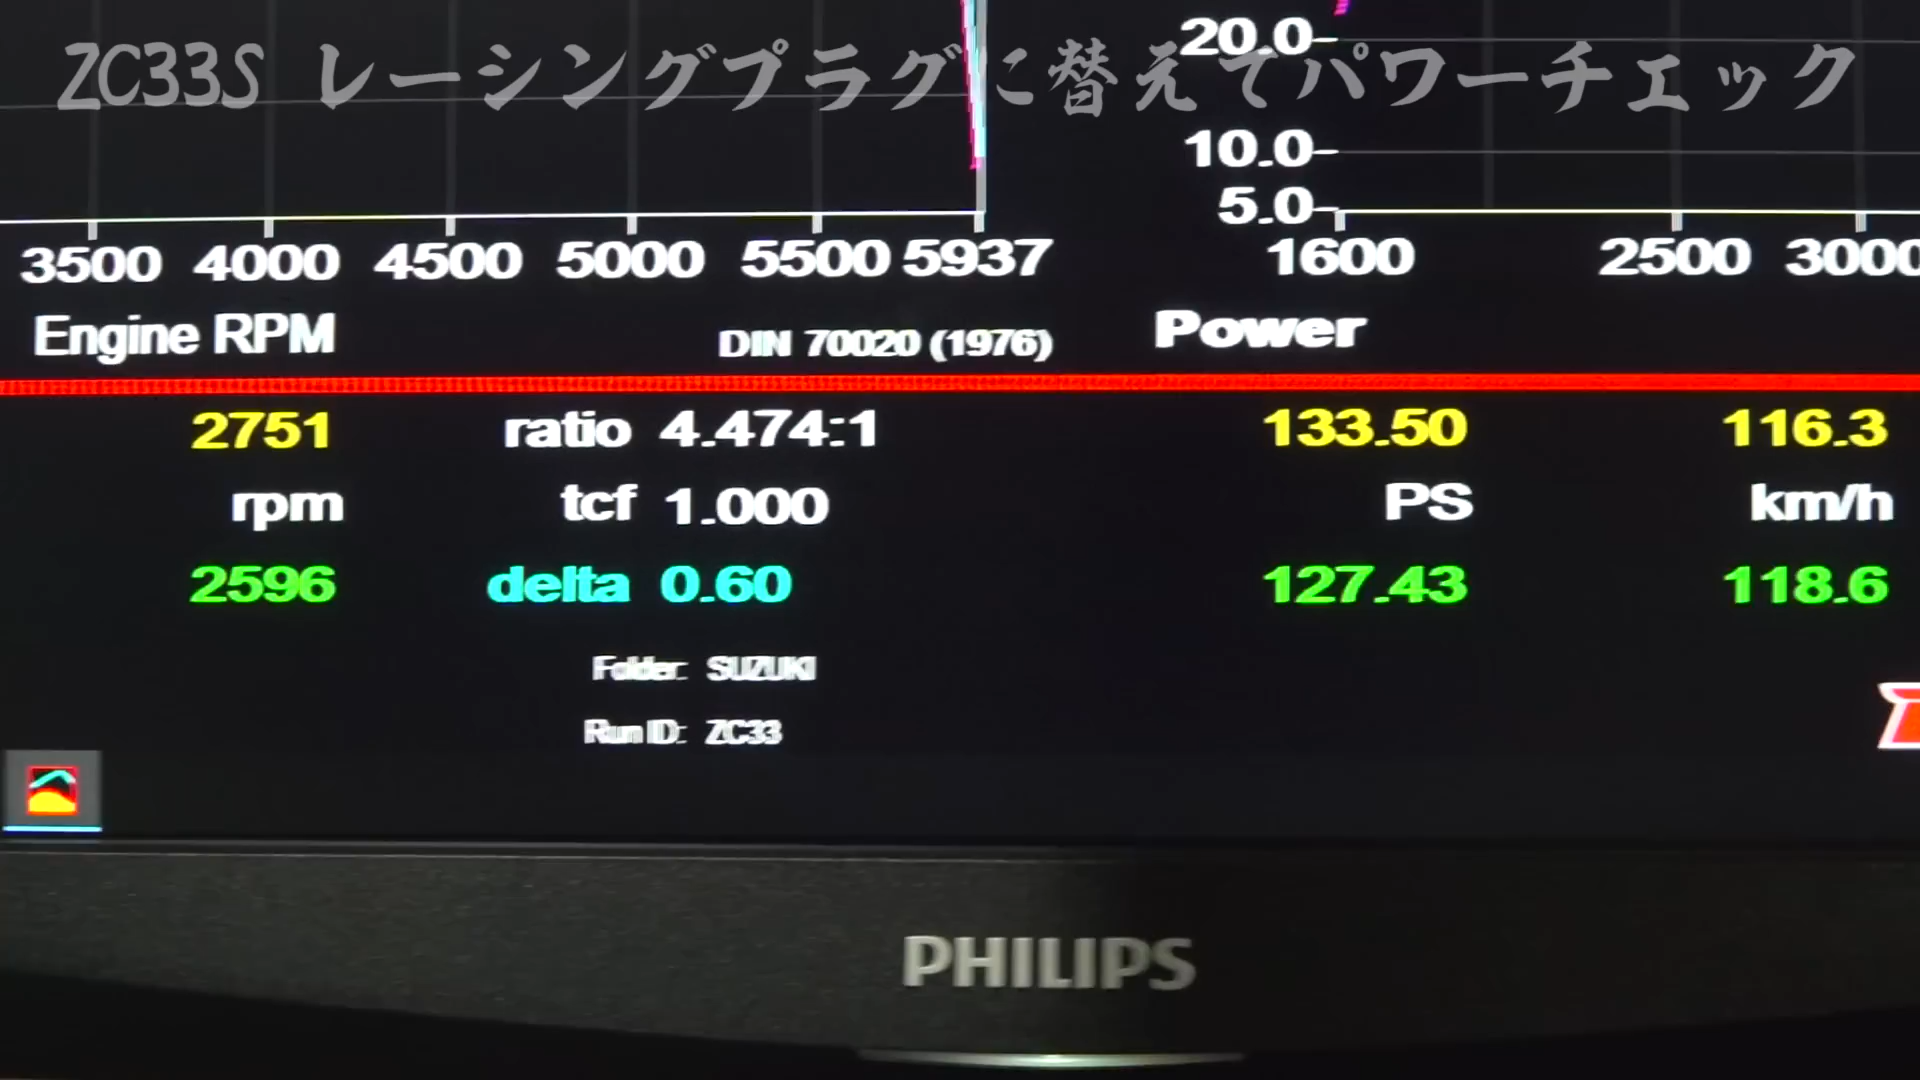 ZC33S レーシングプラグに替えてパワーチェック
20.0
10.0
5.0
3500 4000 4500 5000 5500 5937
1600 2500 3000
Engine RPM
DIN 70020 (1976)
Power
2751
ratio 4.474:1
133.50
116.3
rpm
tcf 1.000
PS
km/h
2596
delta 0.60
127.43
118.6
Folder: SUZUKI
Run ID: ZC33
PHILIPS